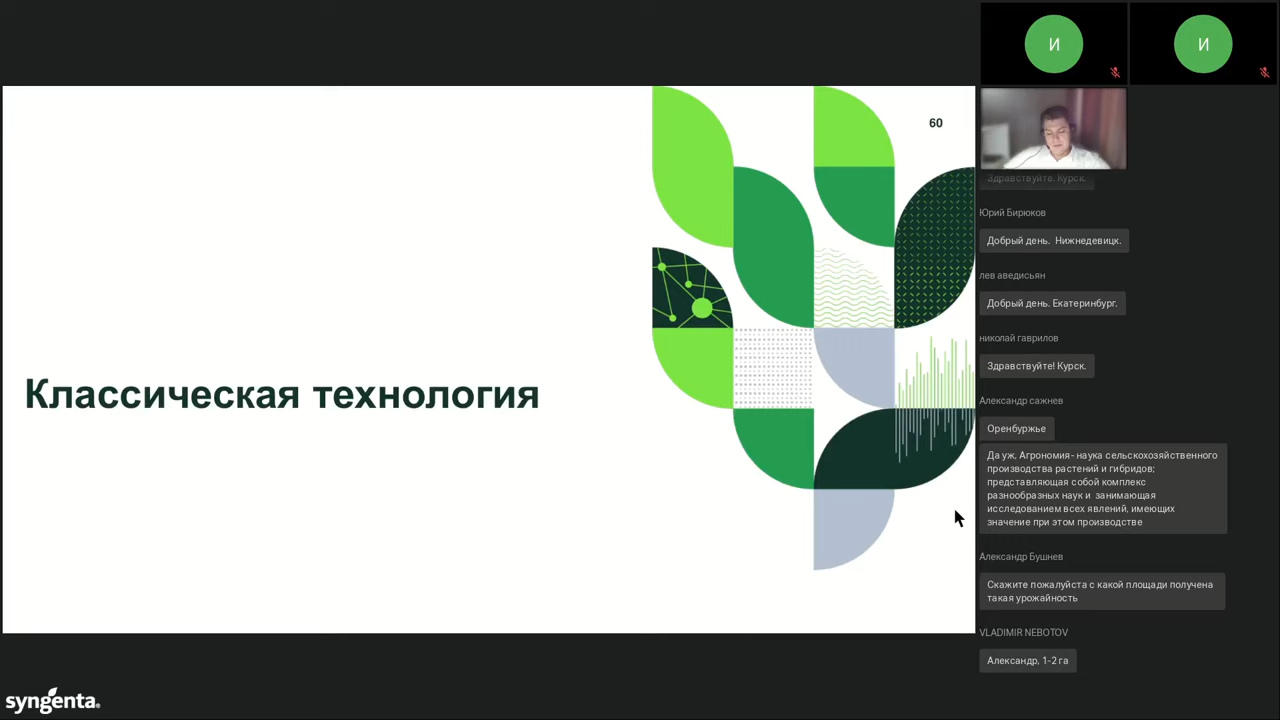 И
И
60
Классическая технология
Здравствуйте. Курск.
Юрий Бирюков
Добрый день. Нижнедевицк.
лев аведисьян
Добрый день. Екатеринбург.
николай гаврилов
Здравствуйте! Курск.
Александр сажнев
Оренбуржье
Да уж, Агрономия- наука сельскохозяйственного
производства растений и гибридов;
представляющая собой комплекс
разнообразных наук и занимающая
исследованием всех явлений, имеющих
значение при этом производстве
Александр Бушнев
Скажите пожалуйста с какой площади получена
такая урожайность
VLADIMIR NEBOTOV
Александр, 1-2 га
syngenta.